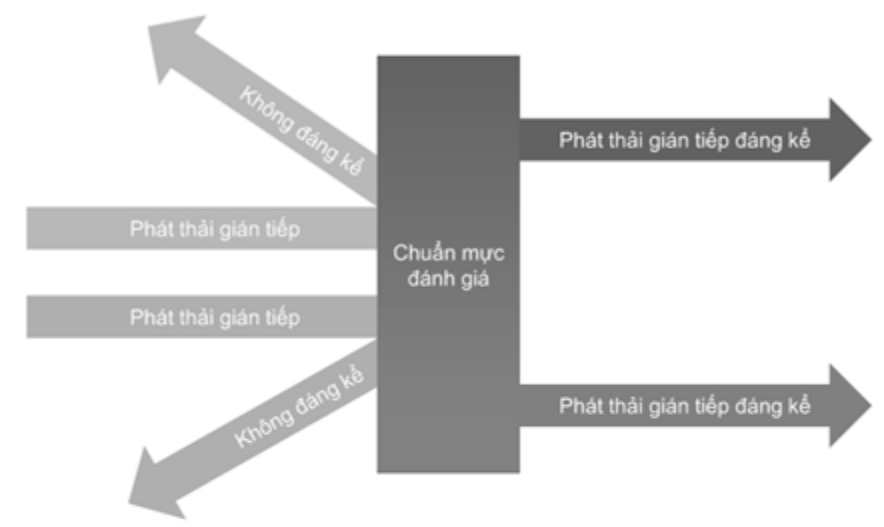 Không đáng kể
Phát thải gián tiếp đáng kể
Phát thải gián tiếp
Chuẩn mực
đánh giá
Phát thải gián tiếp
Không đáng kể
Phát thải gián tiếp đáng kể